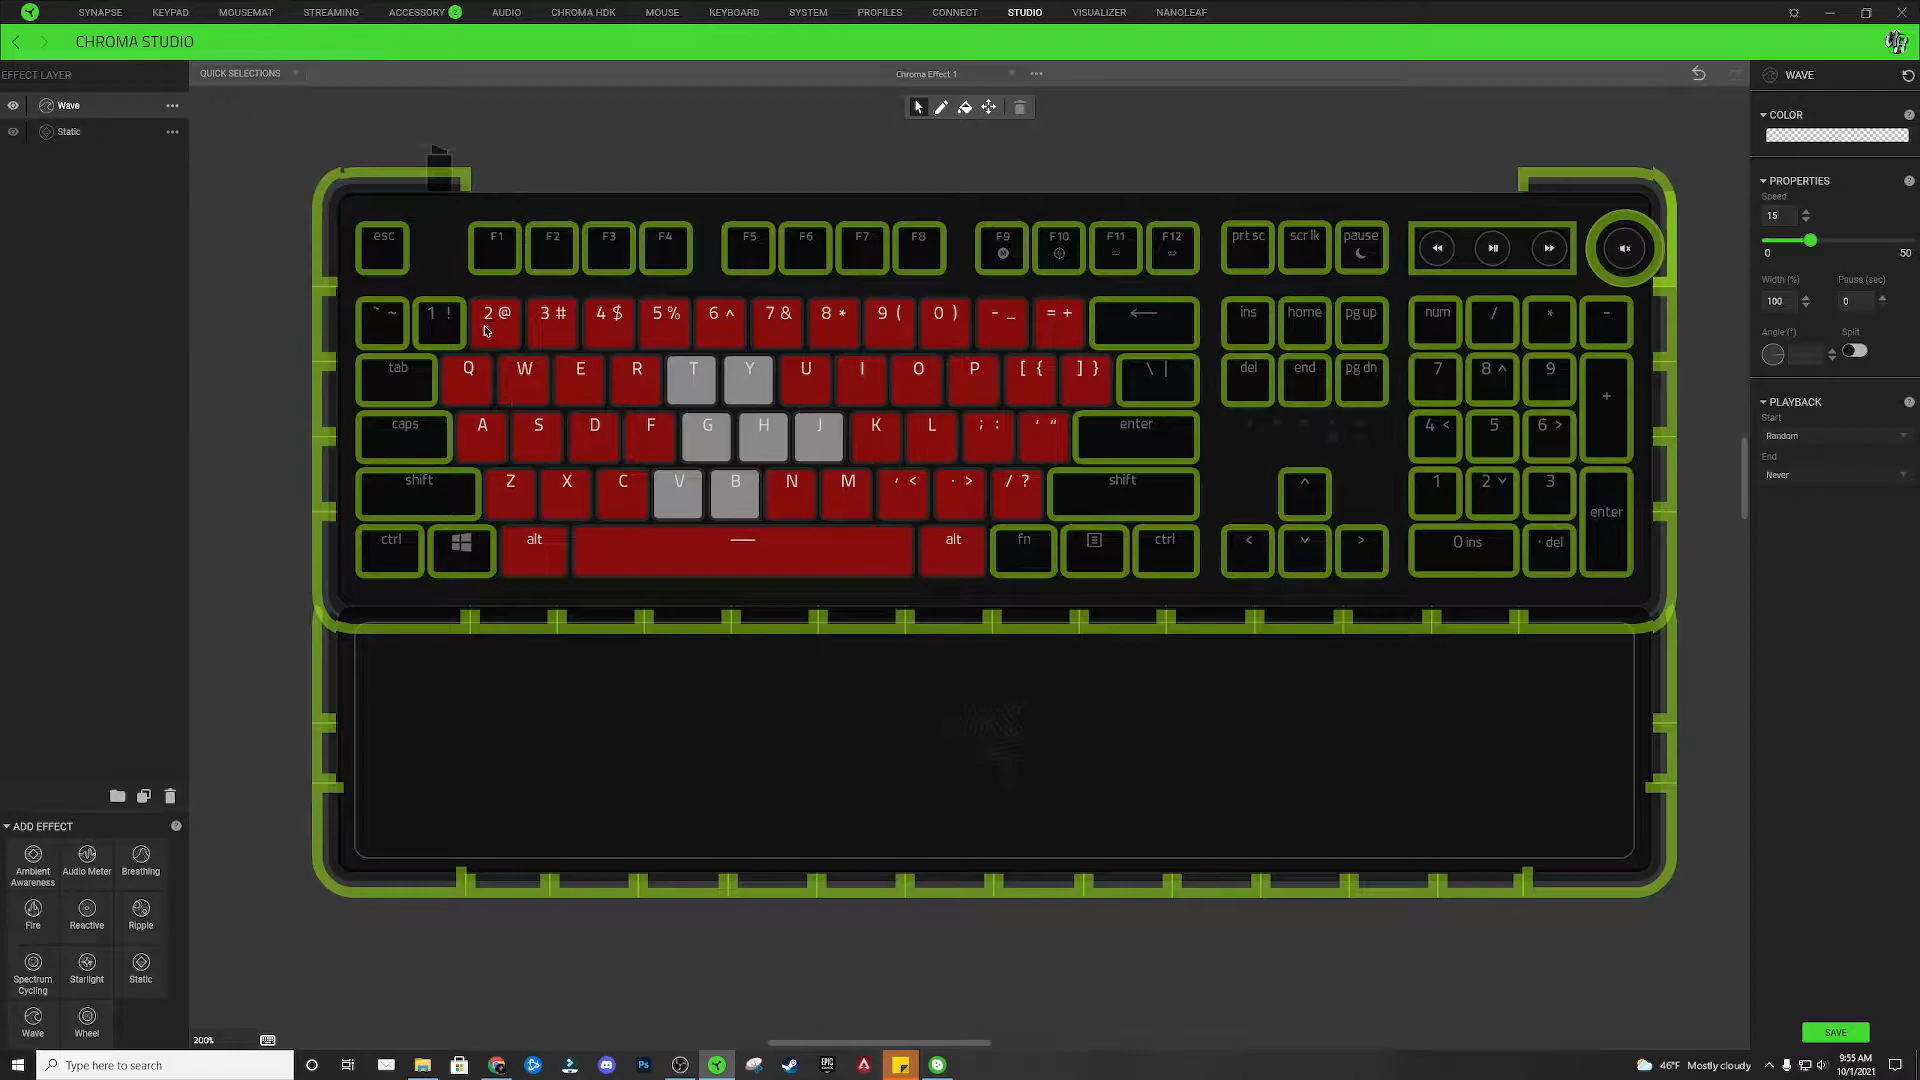 SYNAPSE KEYPAD MOUSEMAT STREAMING ACCESSORY 2 AUDIO CHROMA HDK MOUSE KEYBOARD SYSTEM PROFILES CONNECT STUDIO VISUALIZER NANOLEAF
CHROMA STUDIO
EFFECT LAYER
Wave
Static
QUICK SELECTIONS
Chroma Effect 1
WAVE
COLOR
PROPERTIES
Speed
15
0 50
Width (%) Pause (sec)
100 0
Angle (°) Split
PLAYBACK
Start
Random
End
Never
esc F1 F2 F3 F4 F5 F6 F7 F8 F9 F10 F11 F12 prt sc scr lk pause
M
` ~ 1 ! 2 @ 3 # 4 $ 5 % 6 ^ 7 & 8 * 9 ( 0 ) - _ = + ins home pg up num / * -
tab Q W E R T Y U I O P [ { ] } \ | del end pg dn 7 8 ^ 9 +
caps A S D F G H J K L ; : ' " enter 4 < 5 6 >
shift Z X C V B N M , < . > / ? shift ^ 1 2 ˅ 3 enter
ctrl alt alt fn ctrl < ˅ > 0 ins . del
ADD EFFECT
Ambient Awareness
Audio Meter
Breathing
Fire
Reactive
Ripple
Spectrum Cycling
Starlight
Static
Wave
Wheel
200%
SAVE
Type here to search
Ps
EPIC GAMES
46°F Mostly cloudy
9:55 AM
10/1/2021